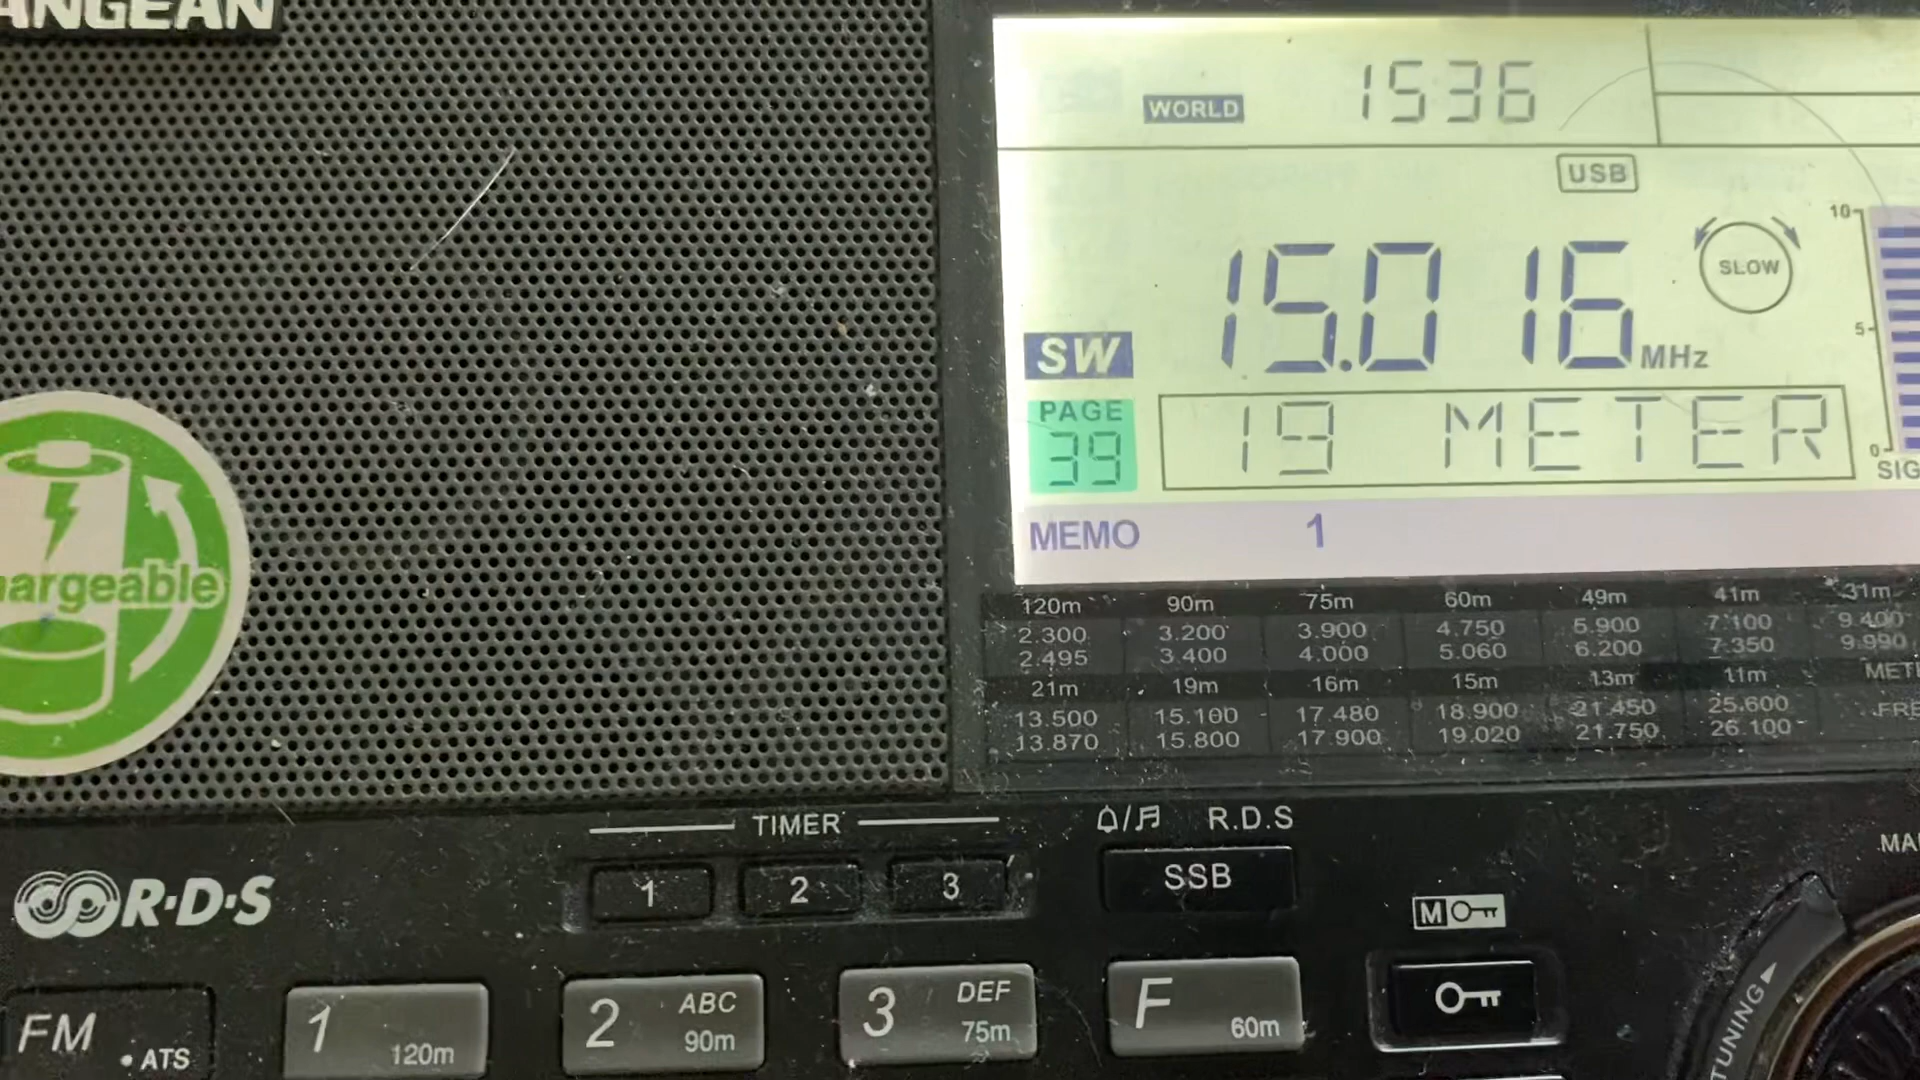 ANGEAN
WORLD 1536
USB
15.016 MHz
SLOW
SW
PAGE
39
19 METER
10
5
0
SIG
MEMO 1
120m 90m 75m 60m 49m 41m 31m
2.300 3.200 3.900 4.750 5.900 7.100 9.400
2.495 3.400 4.000 5.060 6.200 7.350 9.990
21m 19m 16m 15m 13m 11m METE
13.500 15.100 17.480 18.900 21.450 25.600 FRE
13.870 15.800 17.900 19.020 21.750 26.100
hargeable
TIMER
1 2 3
R.D.S
SSB
R·D·S
M
MAN
TUNING
FM
• ATS
1 120m
2 ABC 90m
3 DEF 75m
F 60m